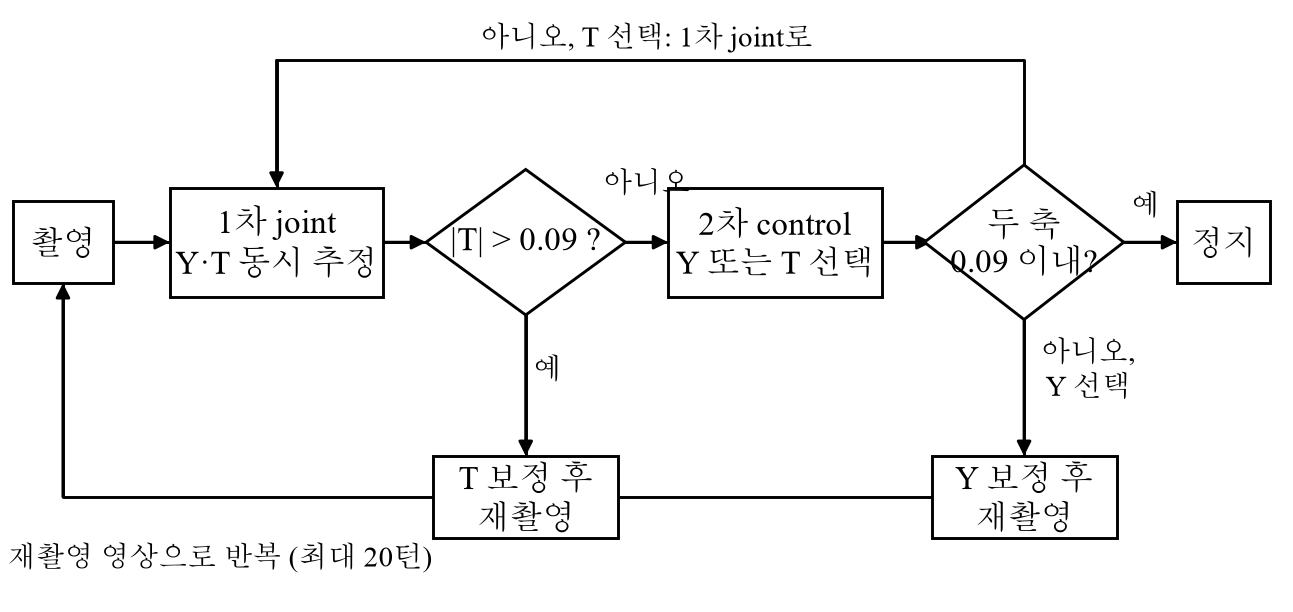 아니오, T 선택: 1차 joint로
촬영
1차 joint
Y·T 동시 추정
|T| > 0.09 ?
아니오
2차 control
Y 또는 T 선택
두 축
0.09 이내?
예
정지
예
아니오,
Y 선택
T 보정 후
재촬영
Y 보정 후
재촬영
재촬영 영상으로 반복 (최대 20턴)